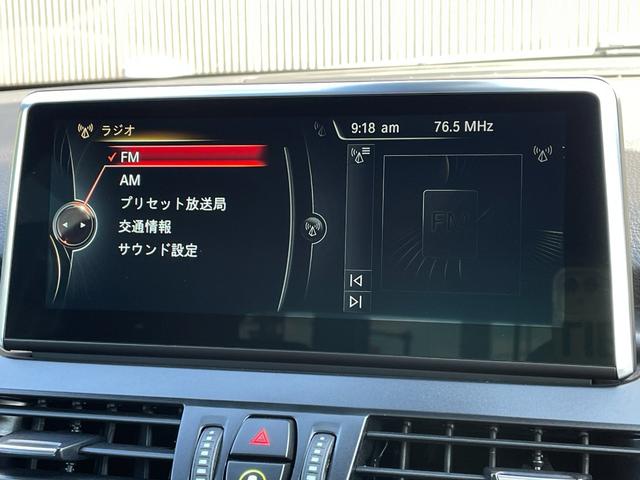 ラジオ
9:18 am 76.5 MHz
FM
AM
プリセット放送局
交通情報
サウンド設定
FM